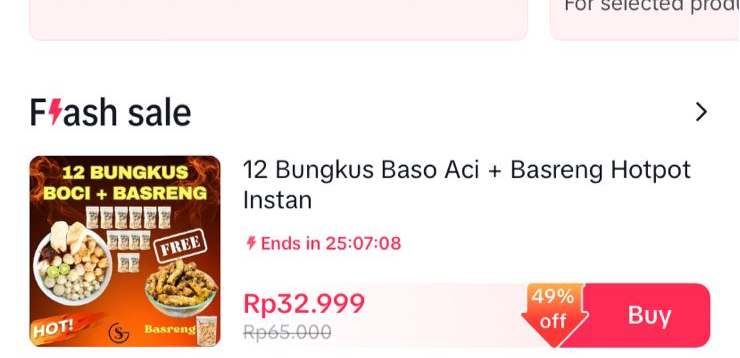 For selected produ
Flash sale
12 BUNGKUS
BOCI + BASRENG
FREE
HOT!
Basreng
12 Bungkus Baso Aci + Basreng Hotpot
Instan
Ends in 25:07:08
Rp32.999
Rp65.000
49%
off
Buy